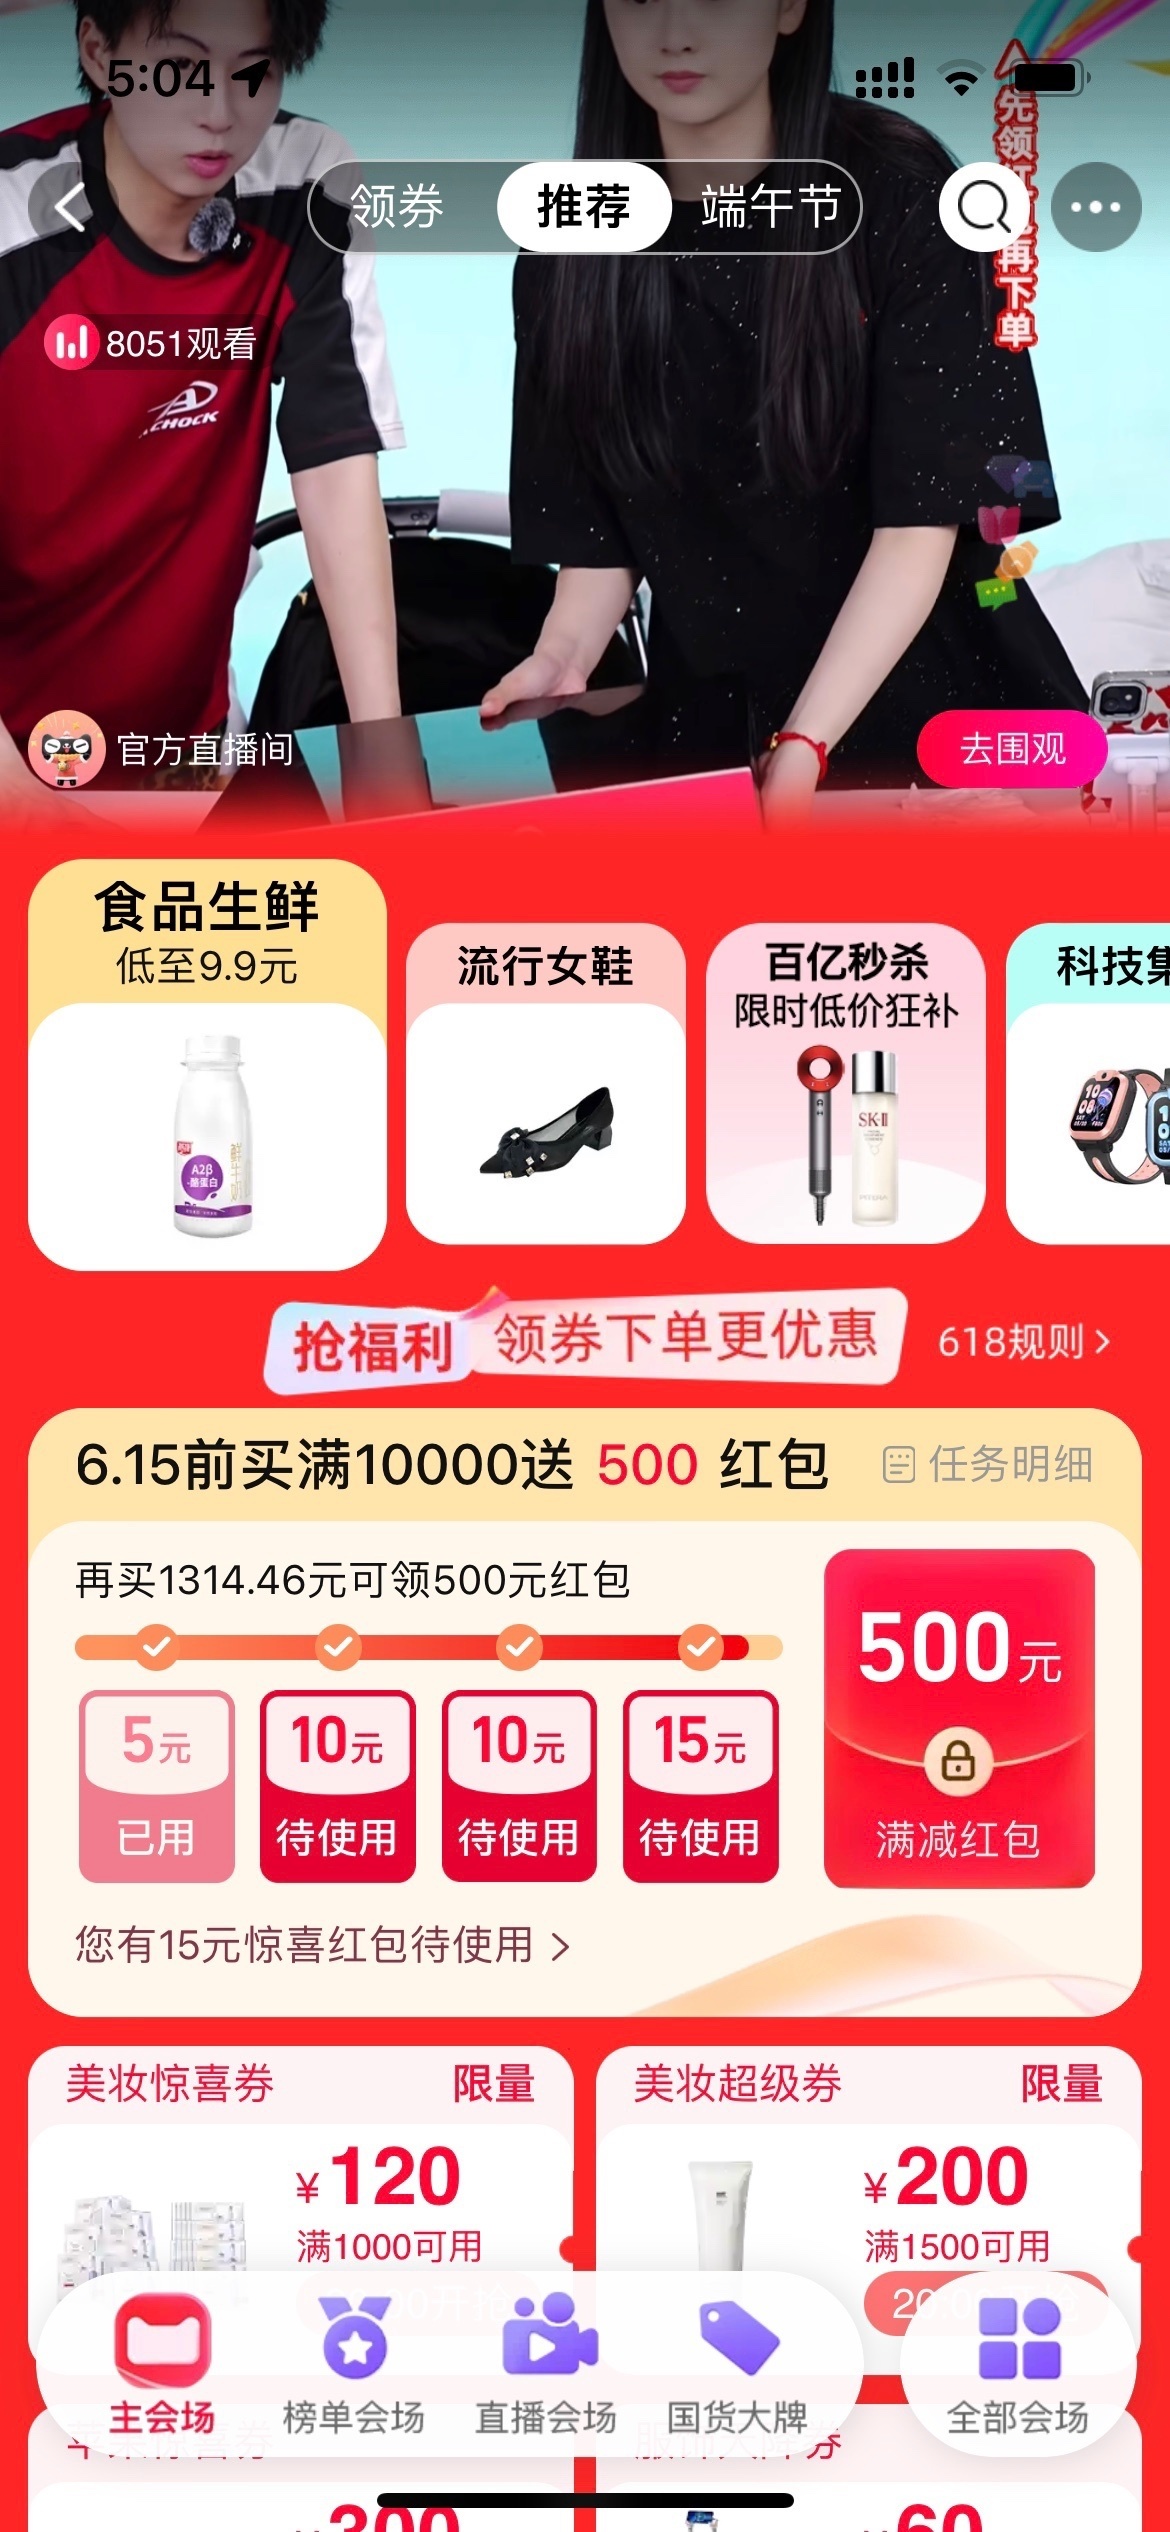 5:04
领券
推荐
端午节
先领
再下单
8051观看
CHOCK
官方直播间
去围观
食品生鲜
低至9.9元
流行女鞋
百亿秒杀
限时低价狂补
科技集
A2β
-酪蛋白
SK-II
抢福利
领券下单更优惠
618规则
6.15前买满10000送 500 红包
任务明细
再买1314.46元可领500元红包
500元
满减红包
5元
10元
10元
15元
已用
待使用
待使用
待使用
您有15元惊喜红包待使用
美妆惊喜券
限量
美妆超级券
限量
¥120
满1000可用
¥200
满1500可用
主会场
榜单会场
直播会场
国货大牌
全部会场
300
60